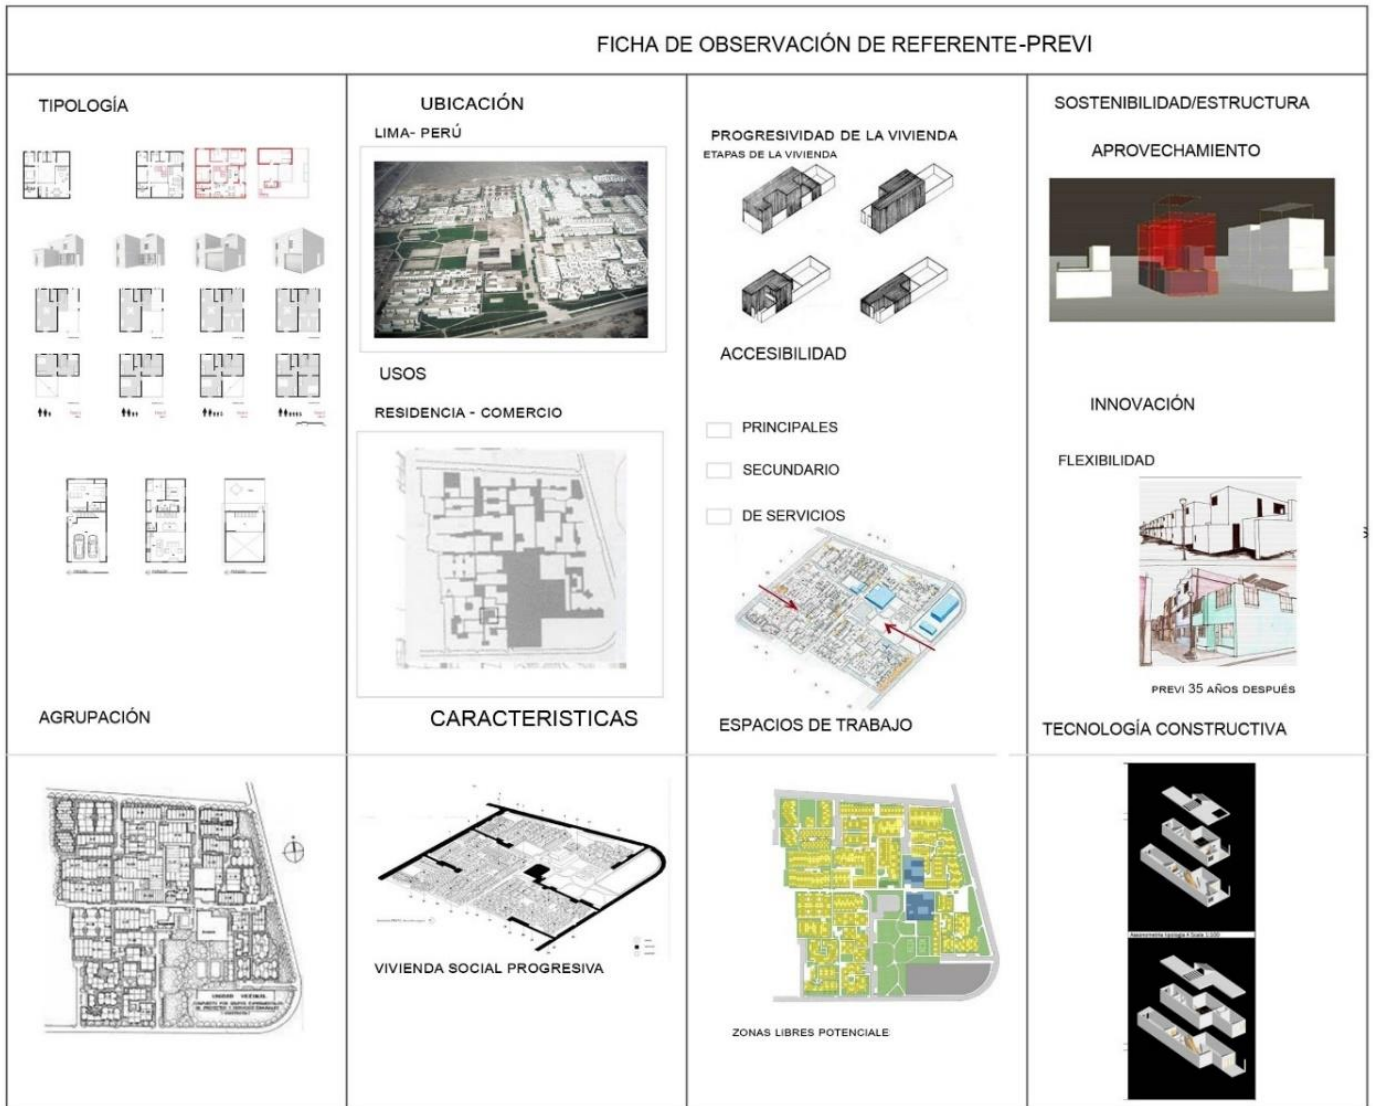 FICHA DE OBSERVACIÓN DE REFERENTE-PREVI
TIPOLOGÍA
AGRUPACIÓN
UNIDAD VECINAL
UBICACIÓN
LIMA- PERÚ
USOS
RESIDENCIA - COMERCIO
CARACTERISTICAS
VIVIENDA SOCIAL PROGRESIVA
PROGRESIVIDAD DE LA VIVIENDA
ETAPAS DE LA VIVIENDA
ACCESIBILIDAD
PRINCIPALES
SECUNDARIO
DE SERVICIOS
ESPACIOS DE TRABAJO
ZONAS LIBRES POTENCIALE
SOSTENIBILIDAD/ESTRUCTURA
APROVECHAMIENTO
INNOVACIÓN
FLEXIBILIDAD
PREVI 35 AÑOS DESPUÉS
TECNOLOGÍA CONSTRUCTIVA